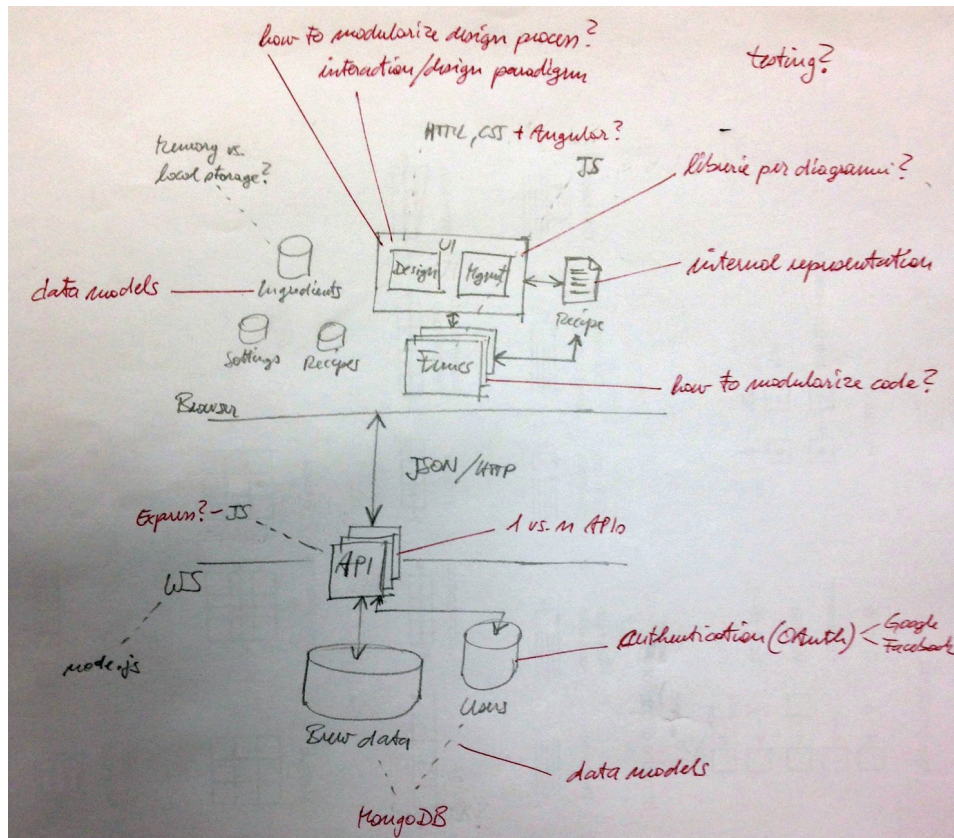 how to modularize design process?
interaction/design paradigm
testing?
HTML, CSS + Angular?
JS
Memory vs.
local storage?
librerie per diagrammi?
UI
Design
Mgmt
data models
Ingredients
internal representation
Recipe
Settings
Recipes
Funcs
how to modularize code?
Browser
JSON/HTTP
Express? - JS
1 vs. n APIs
API
WS
node.js
authentication (OAuth)
Google
Facebook
Users
Brew data
data models
MongoDB